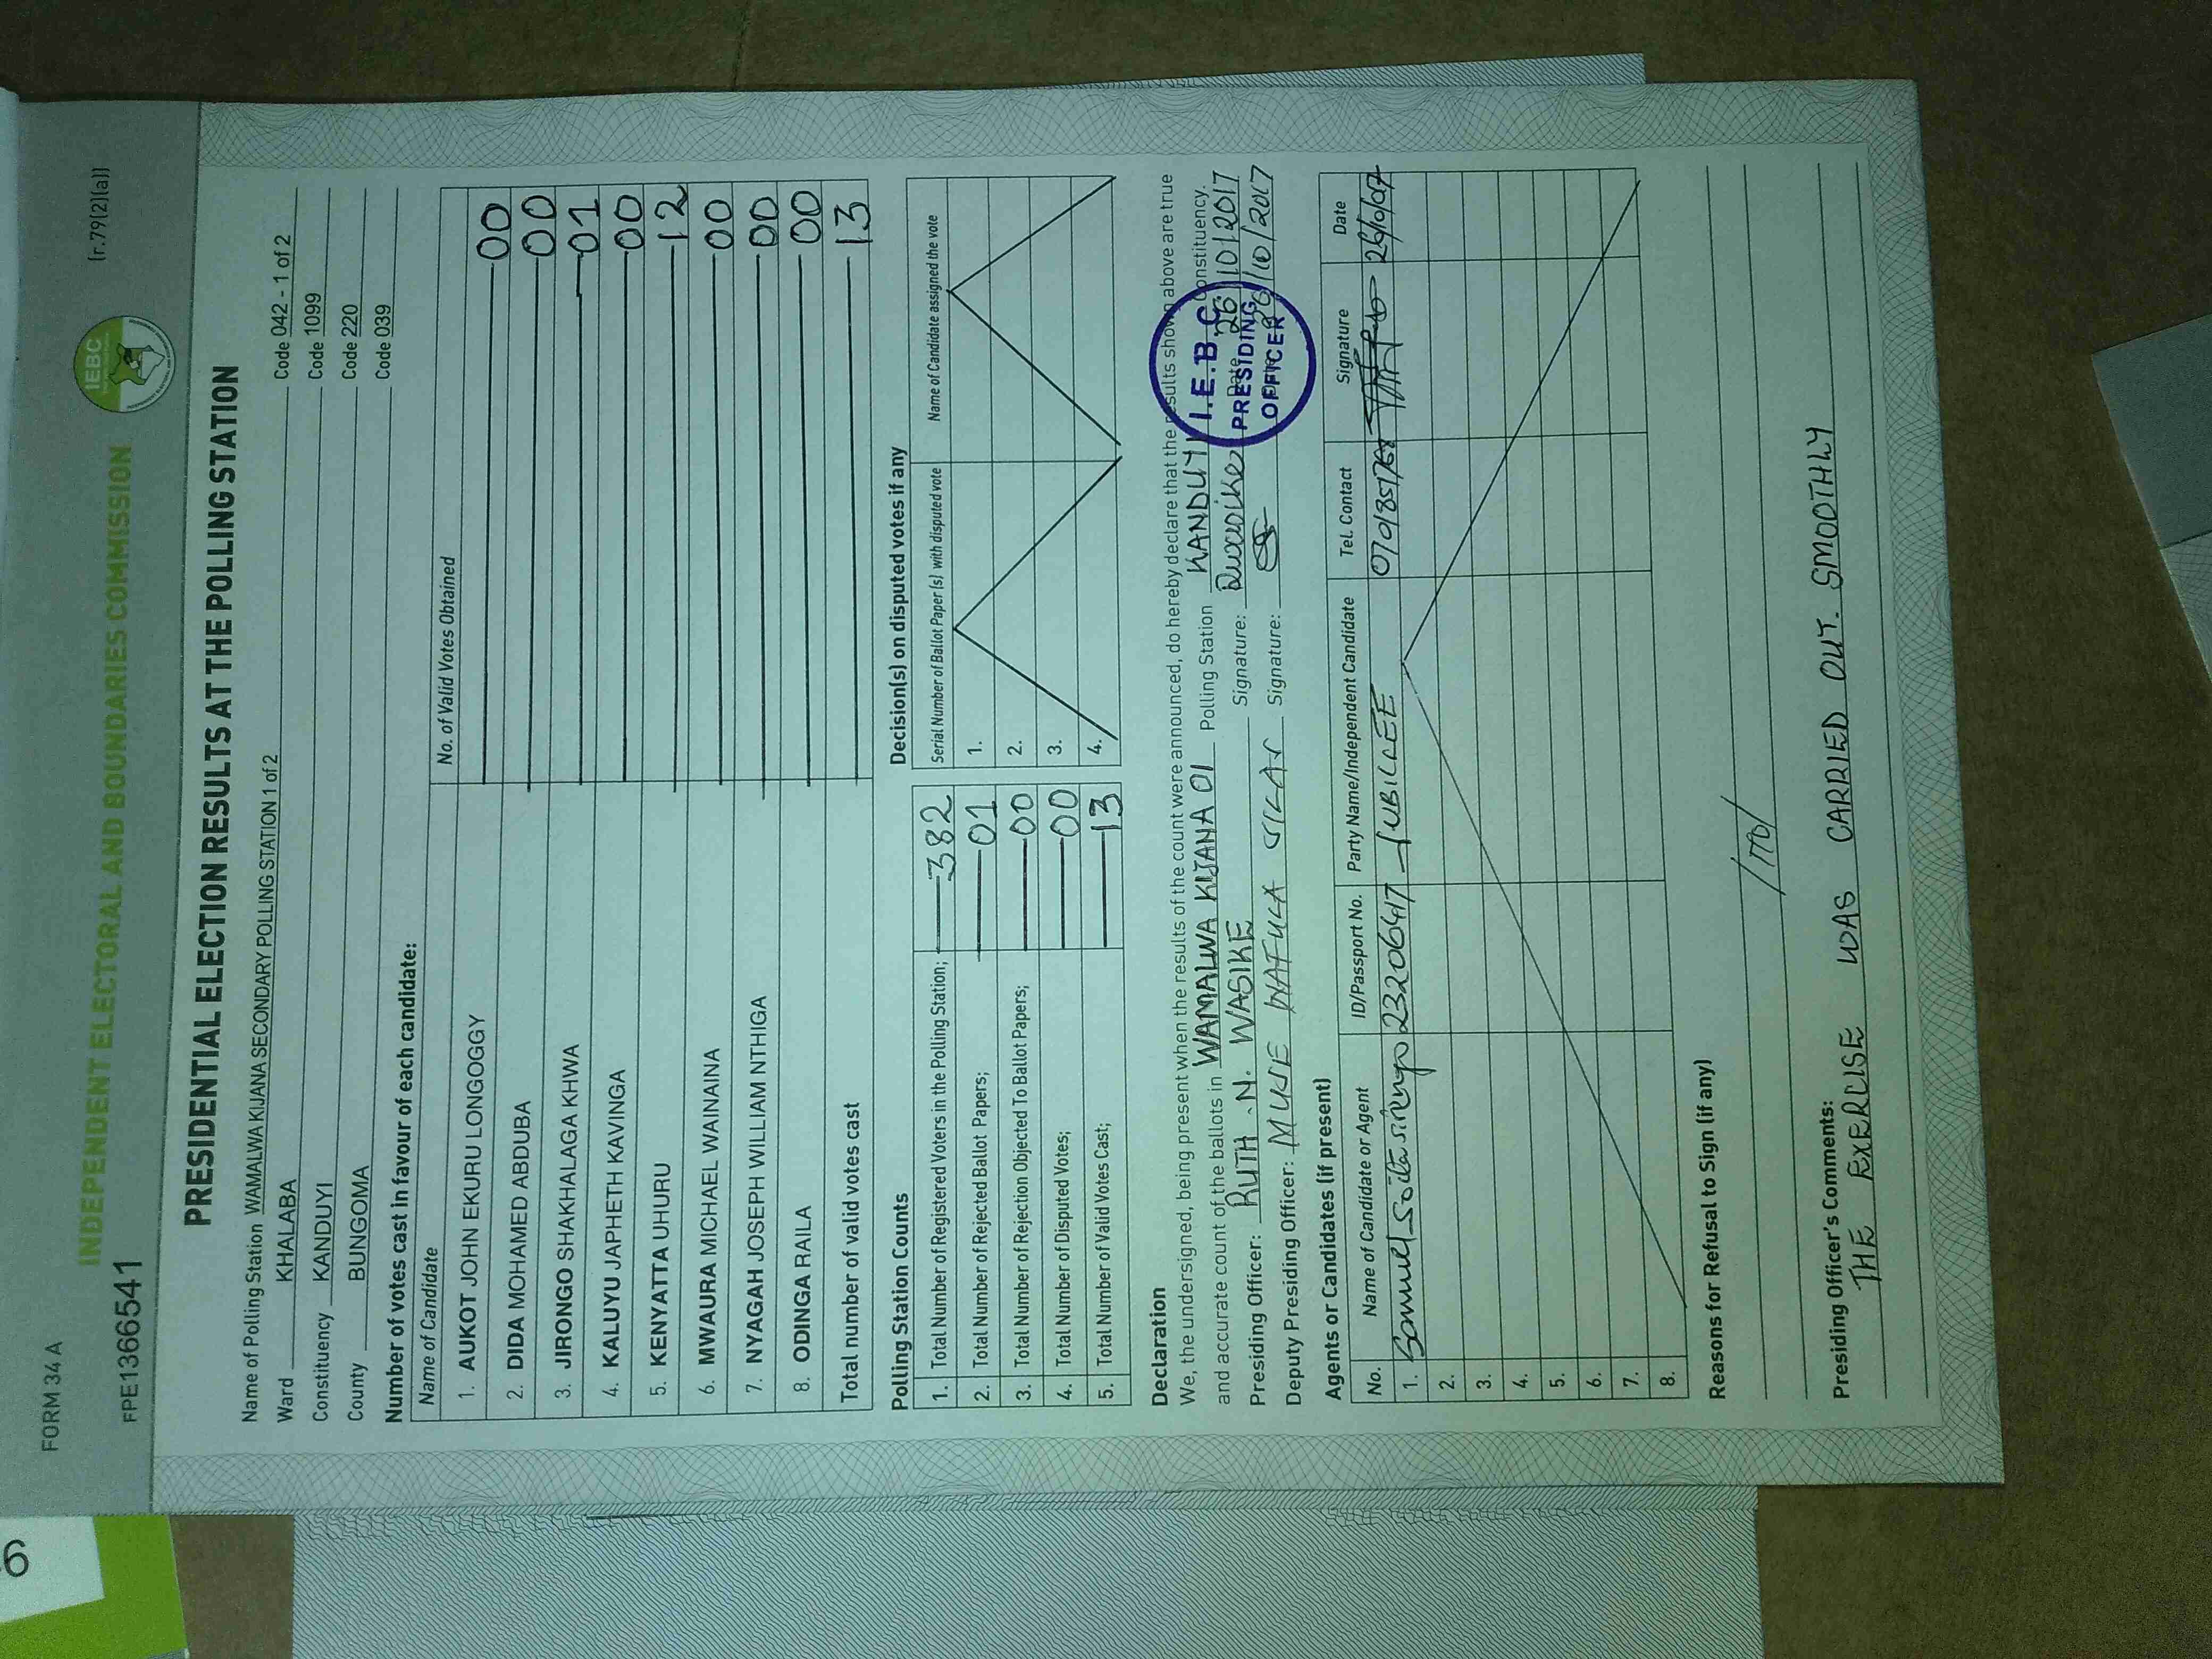 FORM 34 A
(r.79(2)(a))
INDEPENDENT ELECTORAL AND BOUNDARIES COMMISSION
IEBC
FPE1366541
PRESIDENTIAL ELECTION RESULTS AT THE POLLING STATION
Name of Polling Station WAMALWA KIJANA SECONDARY POLLING STATION 1 of 2 Code 042 - 1 of 2
Ward KHALABA Code 1099
Constituency KANDUYI Code 220
County BUNGOMA Code 039
Number of votes cast in favour of each candidate:
Name of Candidate No. of Valid Votes Obtained
1. AUKOT JOHN EKURU LONGOGGY 00
2. DIDA MOHAMED ABDUBA 00
3. JIRONGO SHAKHALAGA KHWA 01
4. KALUYU JAPHETH KAVINGA 00
5. KENYATTA UHURU 12
6. MWAURA MICHAEL WAINAINA 00
7. NYAGAH JOSEPH WILLIAM NTHIGA 00
8. ODINGA RAILA 00
Total number of valid votes cast 13
Polling Station Counts
1. Total Number of Registered Voters in the Polling Station; 382
2. Total Number of Rejected Ballot Papers; 01
3. Total Number of Rejection Objected To Ballot Papers; 00
4. Total Number of Disputed Votes; 00
5. Total Number of Valid Votes Cast; 13
Decision(s) on disputed votes if any
Serial Number of Ballot Paper (s) with disputed vote Name of Candidate assigned the vote
1.
2.
3.
4.
Declaration
We, the undersigned, being present when the results of the count were announced, do hereby declare that the results shown above are true
and accurate count of the ballots in WAMALWA KIJANA 01 Polling Station KANDUYI Constituency.
Presiding Officer: RUTH .N. WASIKE Signature: Date 26/10/2017
Deputy Presiding Officer: Signature: 26/10/2017
I.E.B.C.
PRESIDING
OFFICER
Agents or Candidates (if present)
No. Name of Candidate or Agent ID/Passport No. Party Name/Independent Candidate Tel. Contact Signature Date
1. Samuel 23206417 JUBILEE
2.
3.
4.
5.
6.
7.
8.
Reasons for Refusal to Sign (if any)
Presiding Officer's Comments:
THE EXERCISE WAS CARRIED OUT SMOOTHLY
6